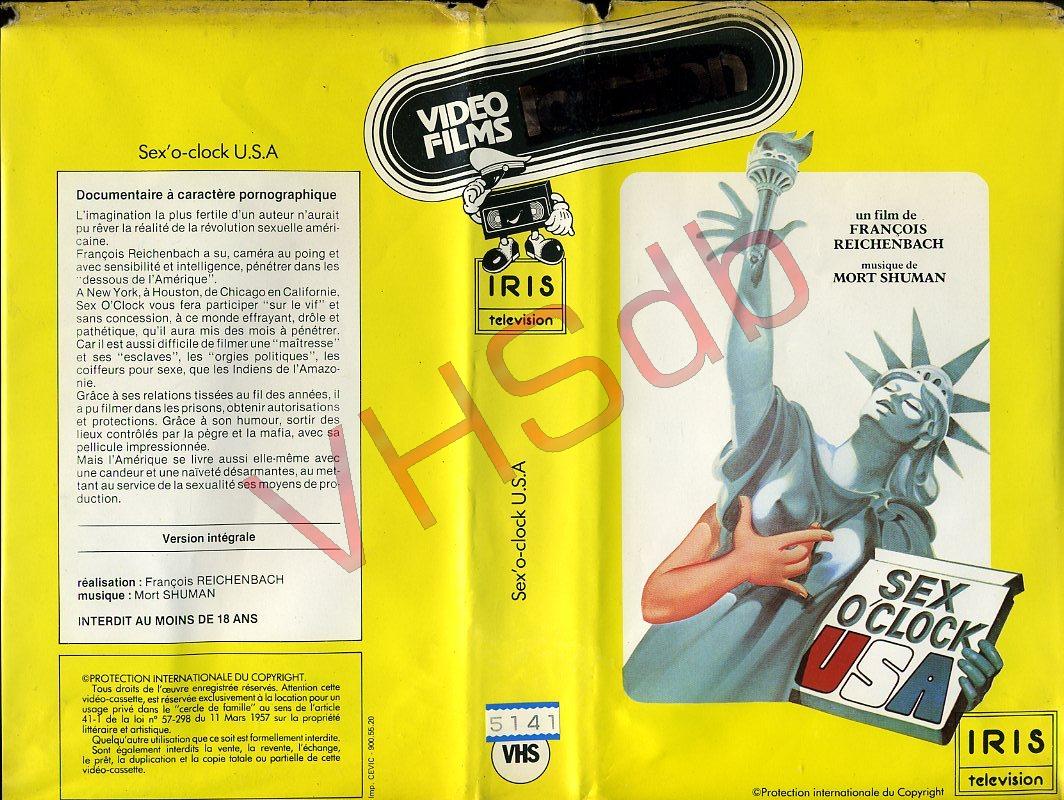 Sex'o-clock U.S.A
Documentaire à caractère pornographique
L'imagination la plus fertile d'un auteur n'aurait
pu rêver la réalité de la révolution sexuelle améri-
caine.
François Reichenbach a su, caméra au poing et
avec sensibilité et intelligence, pénétrer dans les
"dessous de l'Amérique".
A New York, à Houston, de Chicago en Californie,
Sex O'Clock vous fera participer "sur le vif" et
sans concession, à ce monde effrayant, drôle et
pathétique, qu'il aura mis des mois à pénétrer.
Car il est aussi difficile de filmer une "maîtresse"
et ses "esclaves", les "orgies politiques", les
coiffeurs pour sexe, que les Indiens de l'Amazo-
nie.
Grâce à ses relations tissées au fil des années, il
a pu filmer dans les prisons, obtenir autorisations
et protections. Grâce à son humour, sortir des
lieux contrôlés par la pègre et la mafia, avec sa
pellicule impressionnée.
Mais l'Amérique se livre aussi elle-même avec
une candeur et une naïveté désarmantes, au met-
tant au service de la sexualité ses moyens de pro-
duction.
Version intégrale
réalisation : François REICHENBACH
musique : Mort SHUMAN
INTERDIT AU MOINS DE 18 ANS
©PROTECTION INTERNATIONALE DU COPYRIGHT.
Tous droits de l'œuvre enregistrée réservés. Attention cette
vidéo-cassette, est réservée exclusivement à la location pour un
usage privé dans le "cercle de famille" au sens de l'article
41-1 de la loi n° 57-298 du 11 Mars 1957 sur la propriété
littéraire et artistique.
Quelqu'autre utilisation que ce soit est formellement interdite.
Sont également interdits la vente, la revente, l'échange,
le prêt, la duplication et la copie totale ou partielle de cette
vidéo-cassette.
Imp. CEVIC - 900.55.20
VIDEO
FILMS
location
IRIS
television
Sex'o-clock U.S.A
5141
VHS
un film de
FRANÇOIS
REICHENBACH
musique de
MORT SHUMAN
SEX
O'CLOCK
USA
IRIS
television
©Protection internationale du Copyright
VHSdb